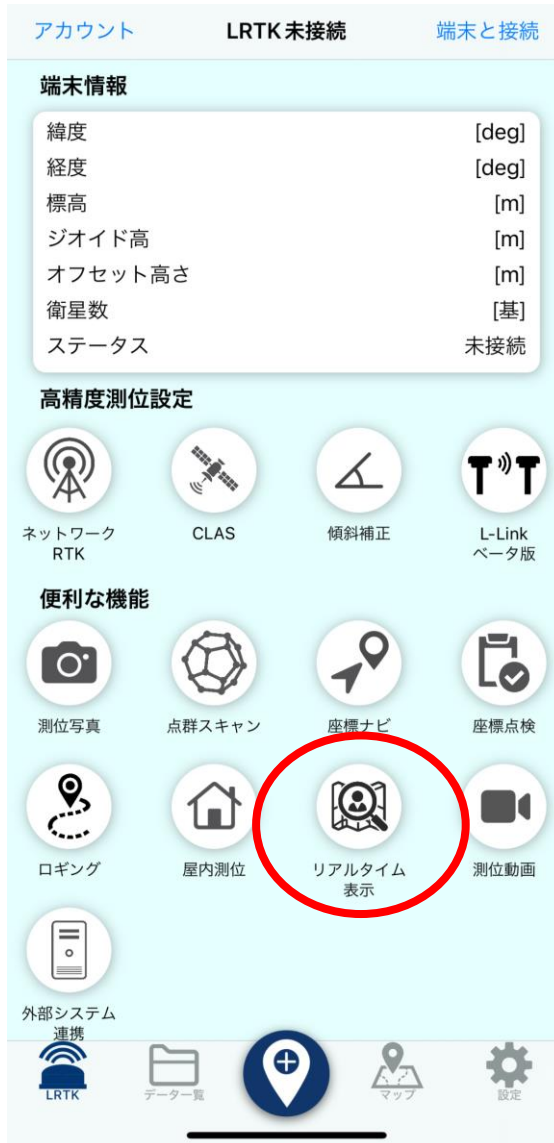 アカウント LRTK 未接続 端末と接続
端末情報
緯度 [deg]
経度 [deg]
標高 [m]
ジオイド高 [m]
オフセット高さ [m]
衛星数 [基]
ステータス 未接続
高精度測位設定
ネットワーク CLAS 傾斜補正 L-Link
RTK ベータ版
便利な機能
測位写真 点群スキャン 座標ナビ 座標点検
ロギング 屋内測位 リアルタイム 測位動画
表示
外部システム
連携
LRTK データ一覧 マップ 設定